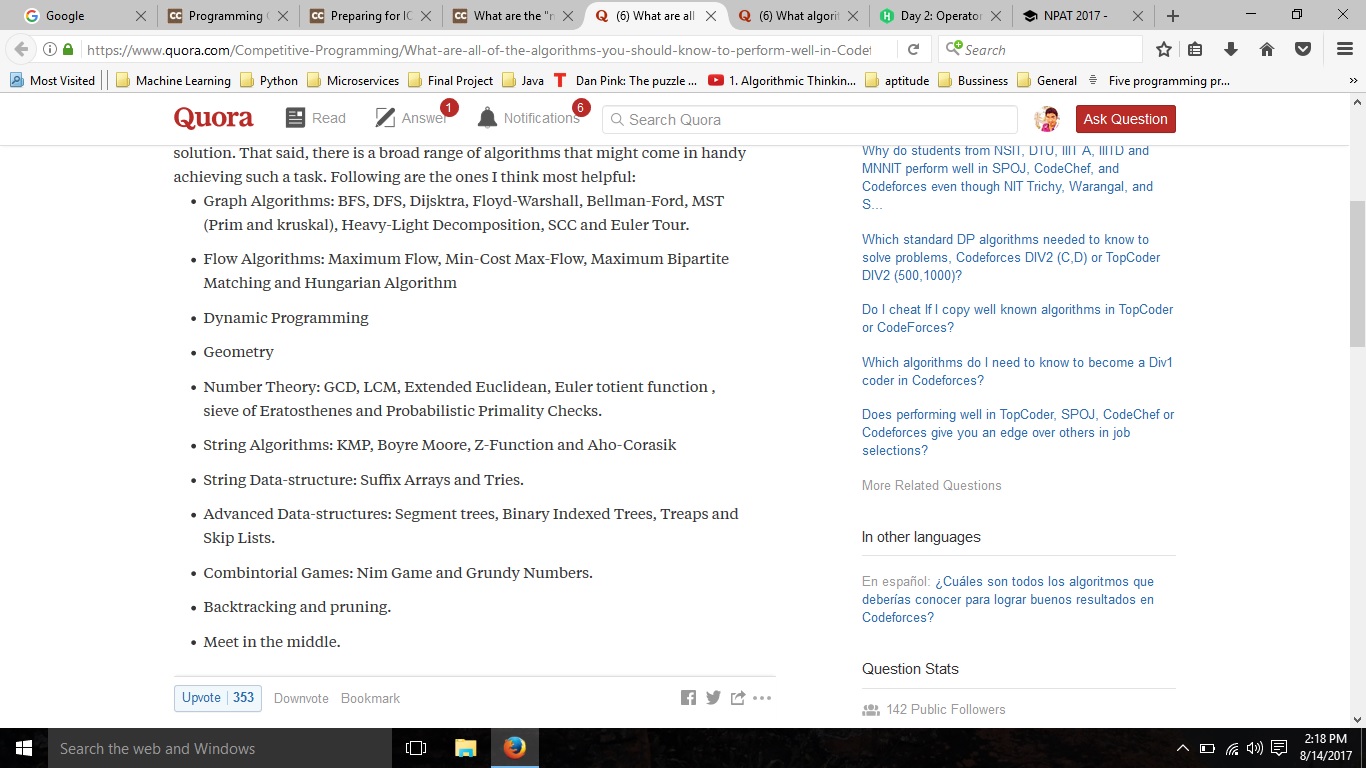 Google
Programming
Preparing for IC
What are the "n
(6) What are all
(6) What algorit
Day 2: Operator
NPAT 2017 -
https://www.quora.com/Competitive-Programming/What-are-all-of-the-algorithms-you-should-know-to-perform-well-in-Codef
Search
Most Visited
Machine Learning
Python
Microservices
Final Project
Java
Dan Pink: The puzzle ...
1. Algorithmic Thinkin...
aptitude
Bussiness
General
Five programming pr...
Quora
Read
Answer
1
Notifications
6
Search Quora
Ask Question
solution. That said, there is a broad range of algorithms that might come in handy
achieving such a task. Following are the ones I think most helpful:
• Graph Algorithms: BFS, DFS, Dijsktra, Floyd-Warshall, Bellman-Ford, MST
(Prim and kruskal), Heavy-Light Decomposition, SCC and Euler Tour.
• Flow Algorithms: Maximum Flow, Min-Cost Max-Flow, Maximum Bipartite
Matching and Hungarian Algorithm
• Dynamic Programming
• Geometry
• Number Theory: GCD, LCM, Extended Euclidean, Euler totient function ,
sieve of Eratosthenes and Probabilistic Primality Checks.
• String Algorithms: KMP, Boyre Moore, Z-Function and Aho-Corasik
• String Data-structure: Suffix Arrays and Tries.
• Advanced Data-structures: Segment trees, Binary Indexed Trees, Treaps and
Skip Lists.
• Combintorial Games: Nim Game and Grundy Numbers.
• Backtracking and pruning.
• Meet in the middle.
Upvote | 353
Downvote
Bookmark
Why do students from NSIT, DTU, IIIT A, IIITD and
MNNIT perform well in SPOJ, CodeChef, and
Codeforces even though NIT Trichy, Warangal, and
S...
Which standard DP algorithms needed to know to
solve problems, Codeforces DIV2 (C,D) or TopCoder
DIV2 (500,1000)?
Do I cheat If I copy well known algorithms in TopCoder
or CodeForces?
Which algorithms do I need to know to become a Div1
coder in Codeforces?
Does performing well in TopCoder, SPOJ, CodeChef or
Codeforces give you an edge over others in job
selections?
More Related Questions
In other languages
En español: ¿Cuáles son todos los algoritmos que
deberías conocer para lograr buenos resultados en
Codeforces?
Question Stats
142 Public Followers
Search the web and Windows
2:18 PM
8/14/2017